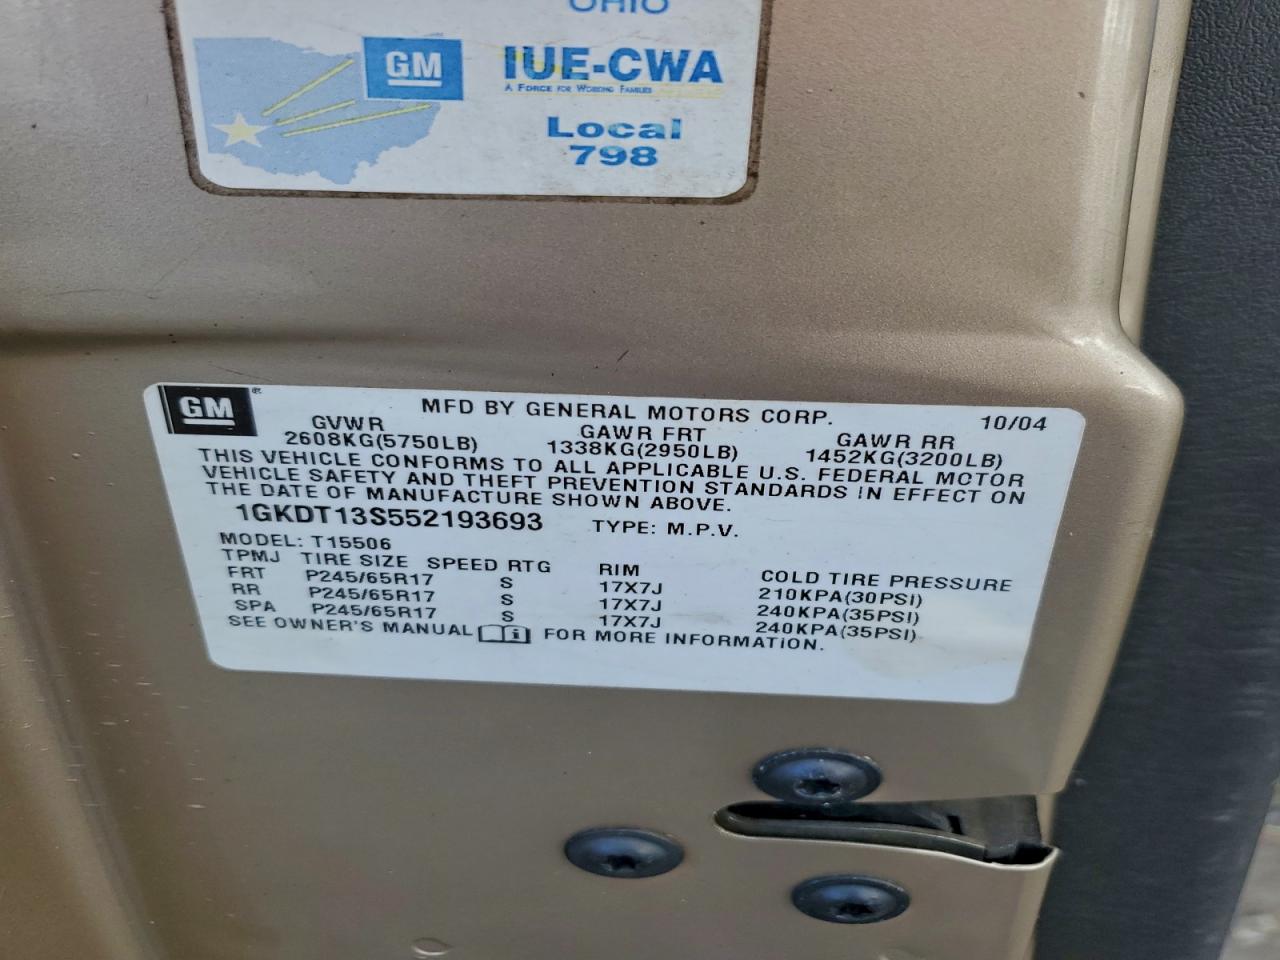 OHIO
GM
IUE-CWA
A FORCE FOR WORKING FAMILIES
Local
798
GM ®
MFD BY GENERAL MOTORS CORP. 10/04
GVWR GAWR FRT GAWR RR
2608KG(5750LB) 1338KG(2950LB) 1452KG(3200LB)
THIS VEHICLE CONFORMS TO ALL APPLICABLE U.S. FEDERAL MOTOR
VEHICLE SAFETY AND THEFT PREVENTION STANDARDS IN EFFECT ON
THE DATE OF MANUFACTURE SHOWN ABOVE.
1GKDT13S552193693 TYPE: M.P.V.
MODEL: T15506
TPMJ TIRE SIZE SPEED RTG RIM COLD TIRE PRESSURE
FRT P245/65R17 S 17X7J 210KPA(30PSI)
RR P245/65R17 S 17X7J 240KPA(35PSI)
SPA P245/65R17 S 17X7J 240KPA(35PSI)
SEE OWNER'S MANUAL FOR MORE INFORMATION.